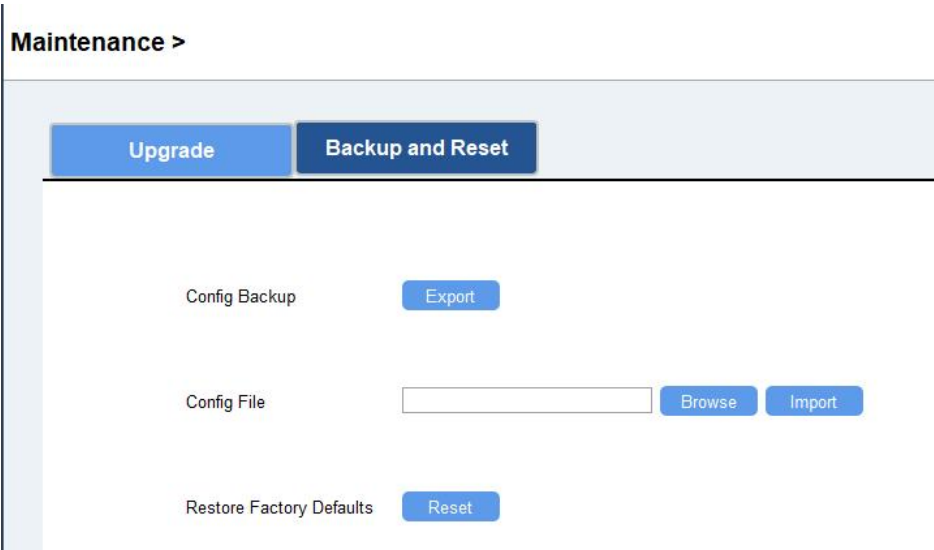 Maintenance >
Upgrade
Backup and Reset
Config Backup
Export
Config File
Browse
Import
Restore Factory Defaults
Reset